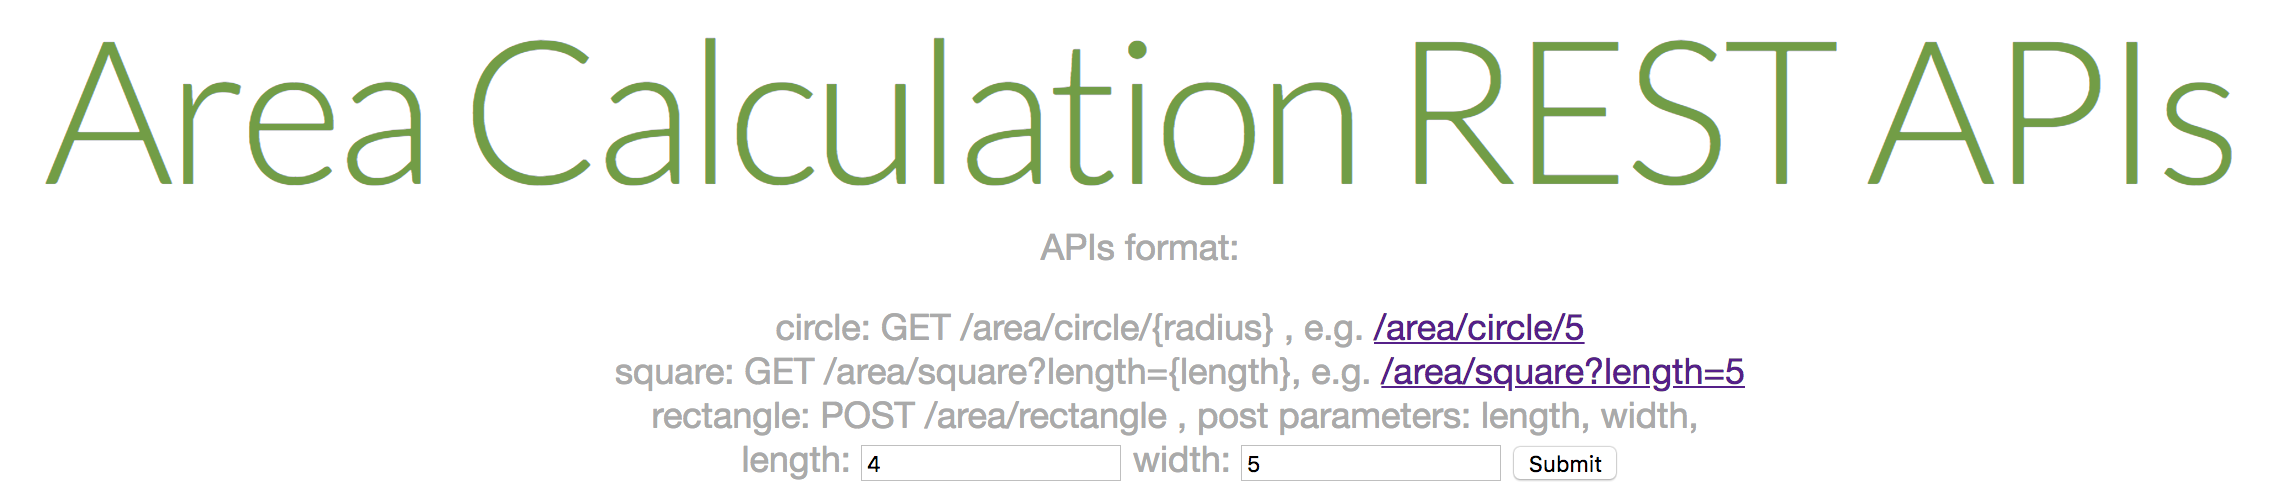 Area Calculation REST APIs
APIs format:
circle: GET /area/circle/{radius} , e.g. /area/circle/5
square: GET /area/square?length={length}, e.g. /area/square?length=5
rectangle: POST /area/rectangle , post parameters: length, width,
length: 4 width: 5 Submit